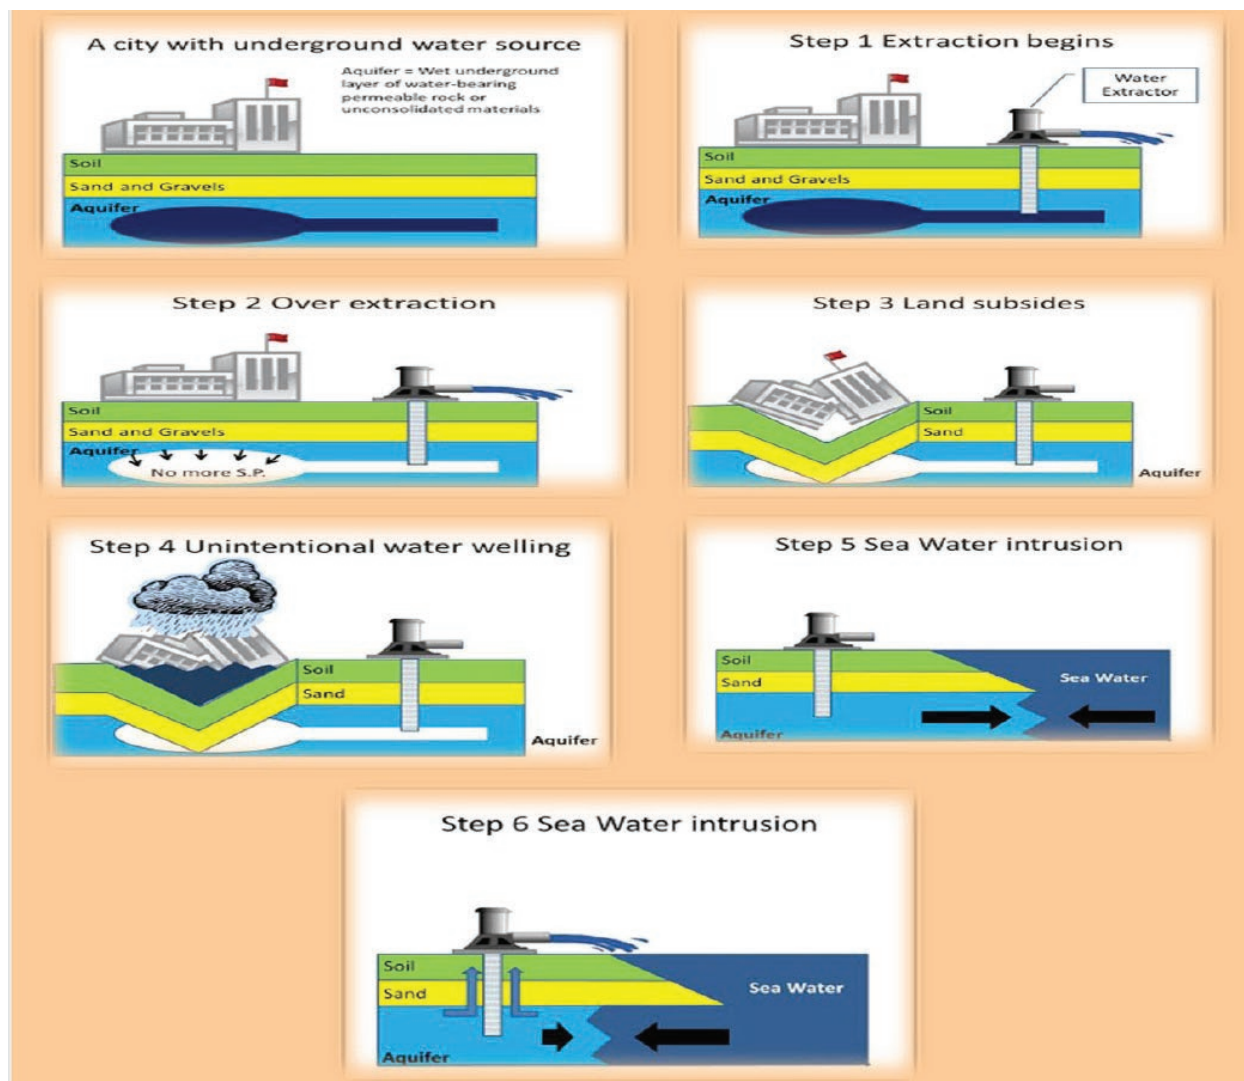 A city with underground water source
Aquifer = Wet underground
layer of water-bearing
permeable rock or
unconsolidated materials
Soil
Sand and Gravels
Aquifer
Step 1 Extraction begins
Water
Extractor
Soil
Sand and Gravels
Aquifer
Step 2 Over extraction
Soil
Sand and Gravels
Aquifer
No more S.P.
Step 3 Land subsides
Soil
Sand
Aquifer
Step 4 Unintentional water welling
Soil
Sand
Aquifer
Step 5 Sea Water intrusion
Soil
Sand
Sea Water
Aquifer
Step 6 Sea Water intrusion
Soil
Sand
Sea Water
Aquifer